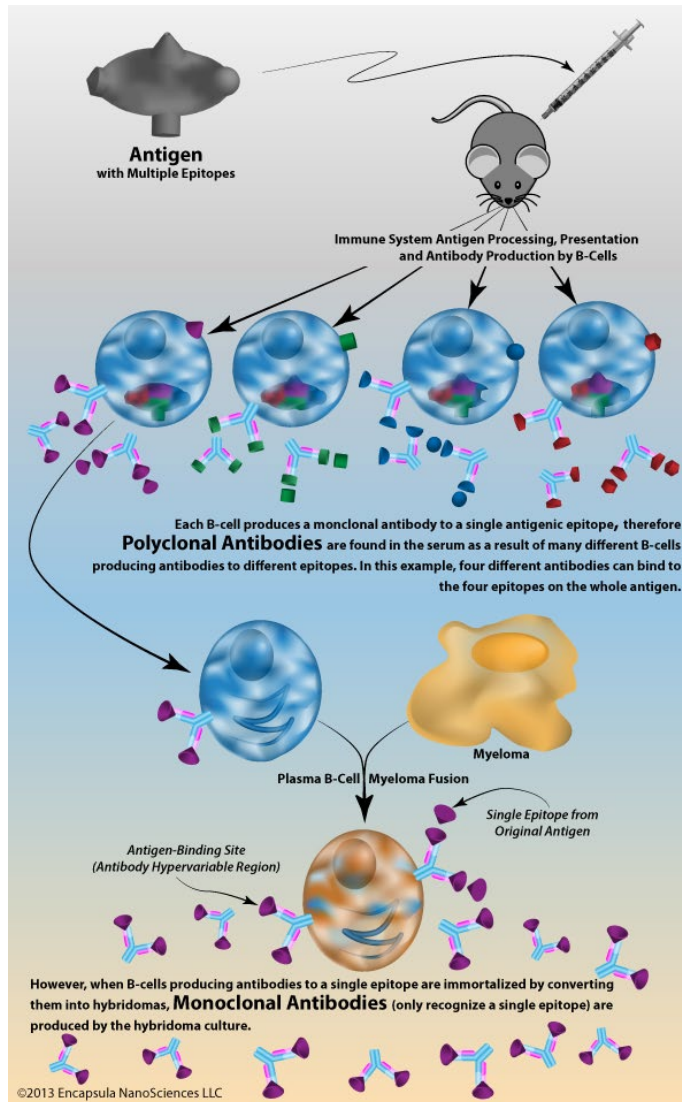 Antigen
with Multiple Epitopes
Immune System Antigen Processing, Presentation
and Antibody Production by B-Cells
Each B-cell produces a monclonal antibody to a single antigenic epitope, therefore
Polyclonal Antibodies are found in the serum as a result of many different B-cells
producing antibodies to different epitopes. In this example, four different antibodies can bind to
the four epitopes on the whole antigen.
Myeloma
Plasma B-Cell Myeloma Fusion
Single Epitope from
Original Antigen
Antigen-Binding Site
(Antibody Hypervariable Region)
However, when B-cells producing antibodies to a single epitope are immortalized by converting
them into hybridomas, Monoclonal Antibodies (only recognize a single epitope) are
produced by the hybridoma culture.
©2013 Encapsula NanoSciences LLC